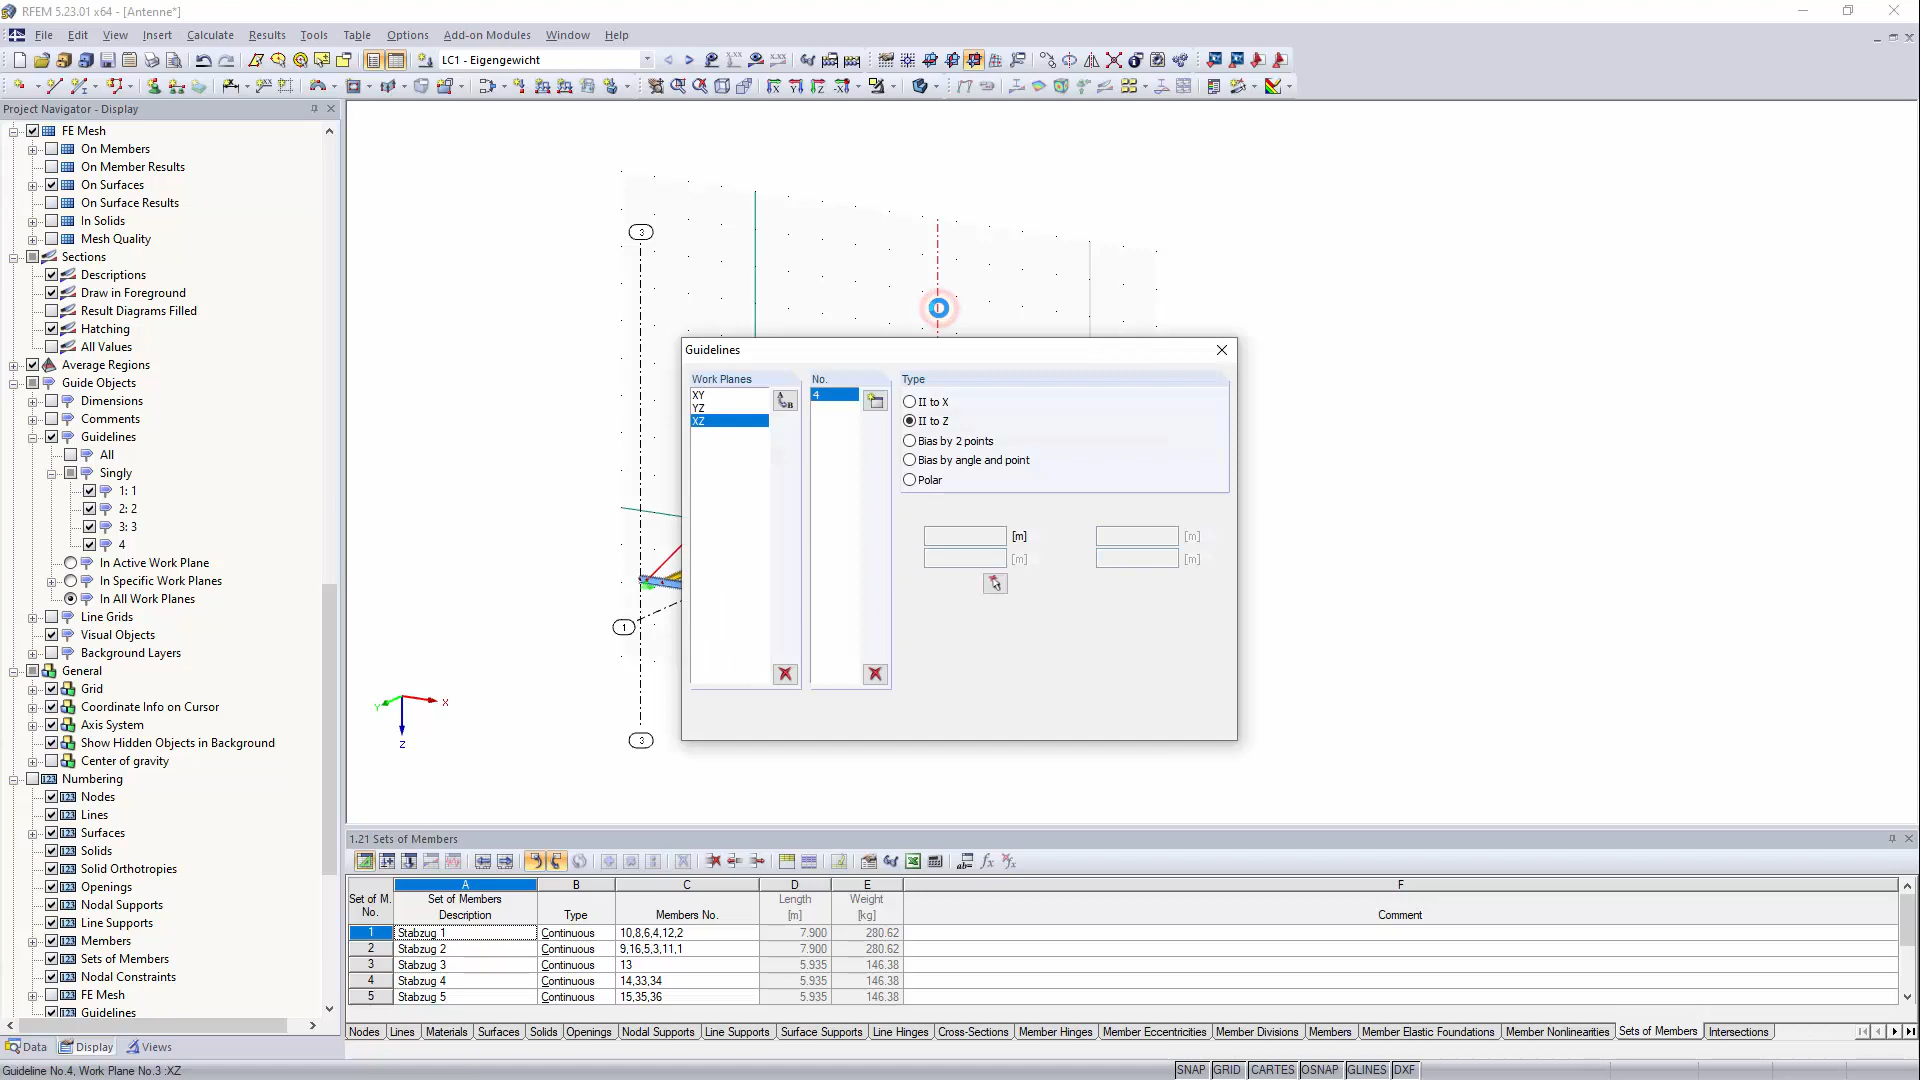 RFEM 5.23.01 x64 - [Antenne*]
File Edit View Insert Calculate Results Tools Table Options Add-on Modules Window Help
LC1 - Eigengewicht
Project Navigator - Display
FE Mesh
On Members
On Member Results
On Surfaces
On Surface Results
In Solids
Mesh Quality
Sections
Descriptions
Draw in Foreground
Result Diagrams Filled
Hatching
All Values
Average Regions
Guide Objects
Dimensions
Comments
Guidelines
All
Singly
1: 1
2: 2
3: 3
4
In Active Work Plane
In Specific Work Planes
In All Work Planes
Line Grids
Visual Objects
Background Layers
General
Grid
Coordinate Info on Cursor
Axis System
Show Hidden Objects in Background
Center of gravity
Numbering
Nodes
Lines
Surfaces
Solids
Solid Orthotropies
Openings
Nodal Supports
Line Supports
Members
Sets of Members
Nodal Constraints
FE Mesh
Guidelines
Data Display Views
3
1
3
X
Y
Z
Guidelines
Work Planes No. Type
XY
YZ
XZ
4
II to X
II to Z
Bias by 2 points
Bias by angle and point
Polar
[m] [m]
[m] [m]
1.21 Sets of Members
A B C D E F
Set of M. Set of Members Length Weight
No. Description Type Members No. [m] [kg] Comment
1 Stabzug 1 Continuous 10,8,6,4,12,2 7.900 280.62
2 Stabzug 2 Continuous 9,16,5,3,11,1 7.900 280.62
3 Stabzug 3 Continuous 13 5.935 146.38
4 Stabzug 4 Continuous 14,33,34 5.935 146.38
5 Stabzug 5 Continuous 15,35,36 5.935 146.38
Nodes Lines Materials Surfaces Solids Openings Nodal Supports Line Supports Surface Supports Line Hinges Cross-Sections Member Hinges Member Eccentricities Member Divisions Members Member Elastic Foundations Member Nonlinearities Sets of Members Intersections
Guideline No.4, Work Plane No.3 :XZ
SNAP GRID CARTES OSNAP GLINES DXF